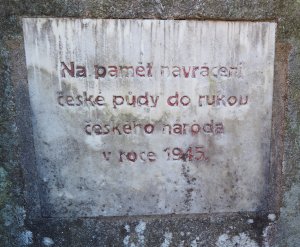 Na paměť navrácení
české půdy do rukou
českého národa
v roce 1945.